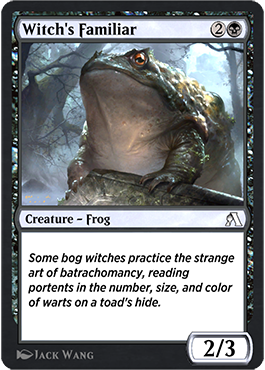 Witch's Familiar 2
Creature – Frog
Some bog witches practice the strange
art of batrachomancy, reading
portents in the number, size, and color
of warts on a toad's hide.
2/3
Jack Wang